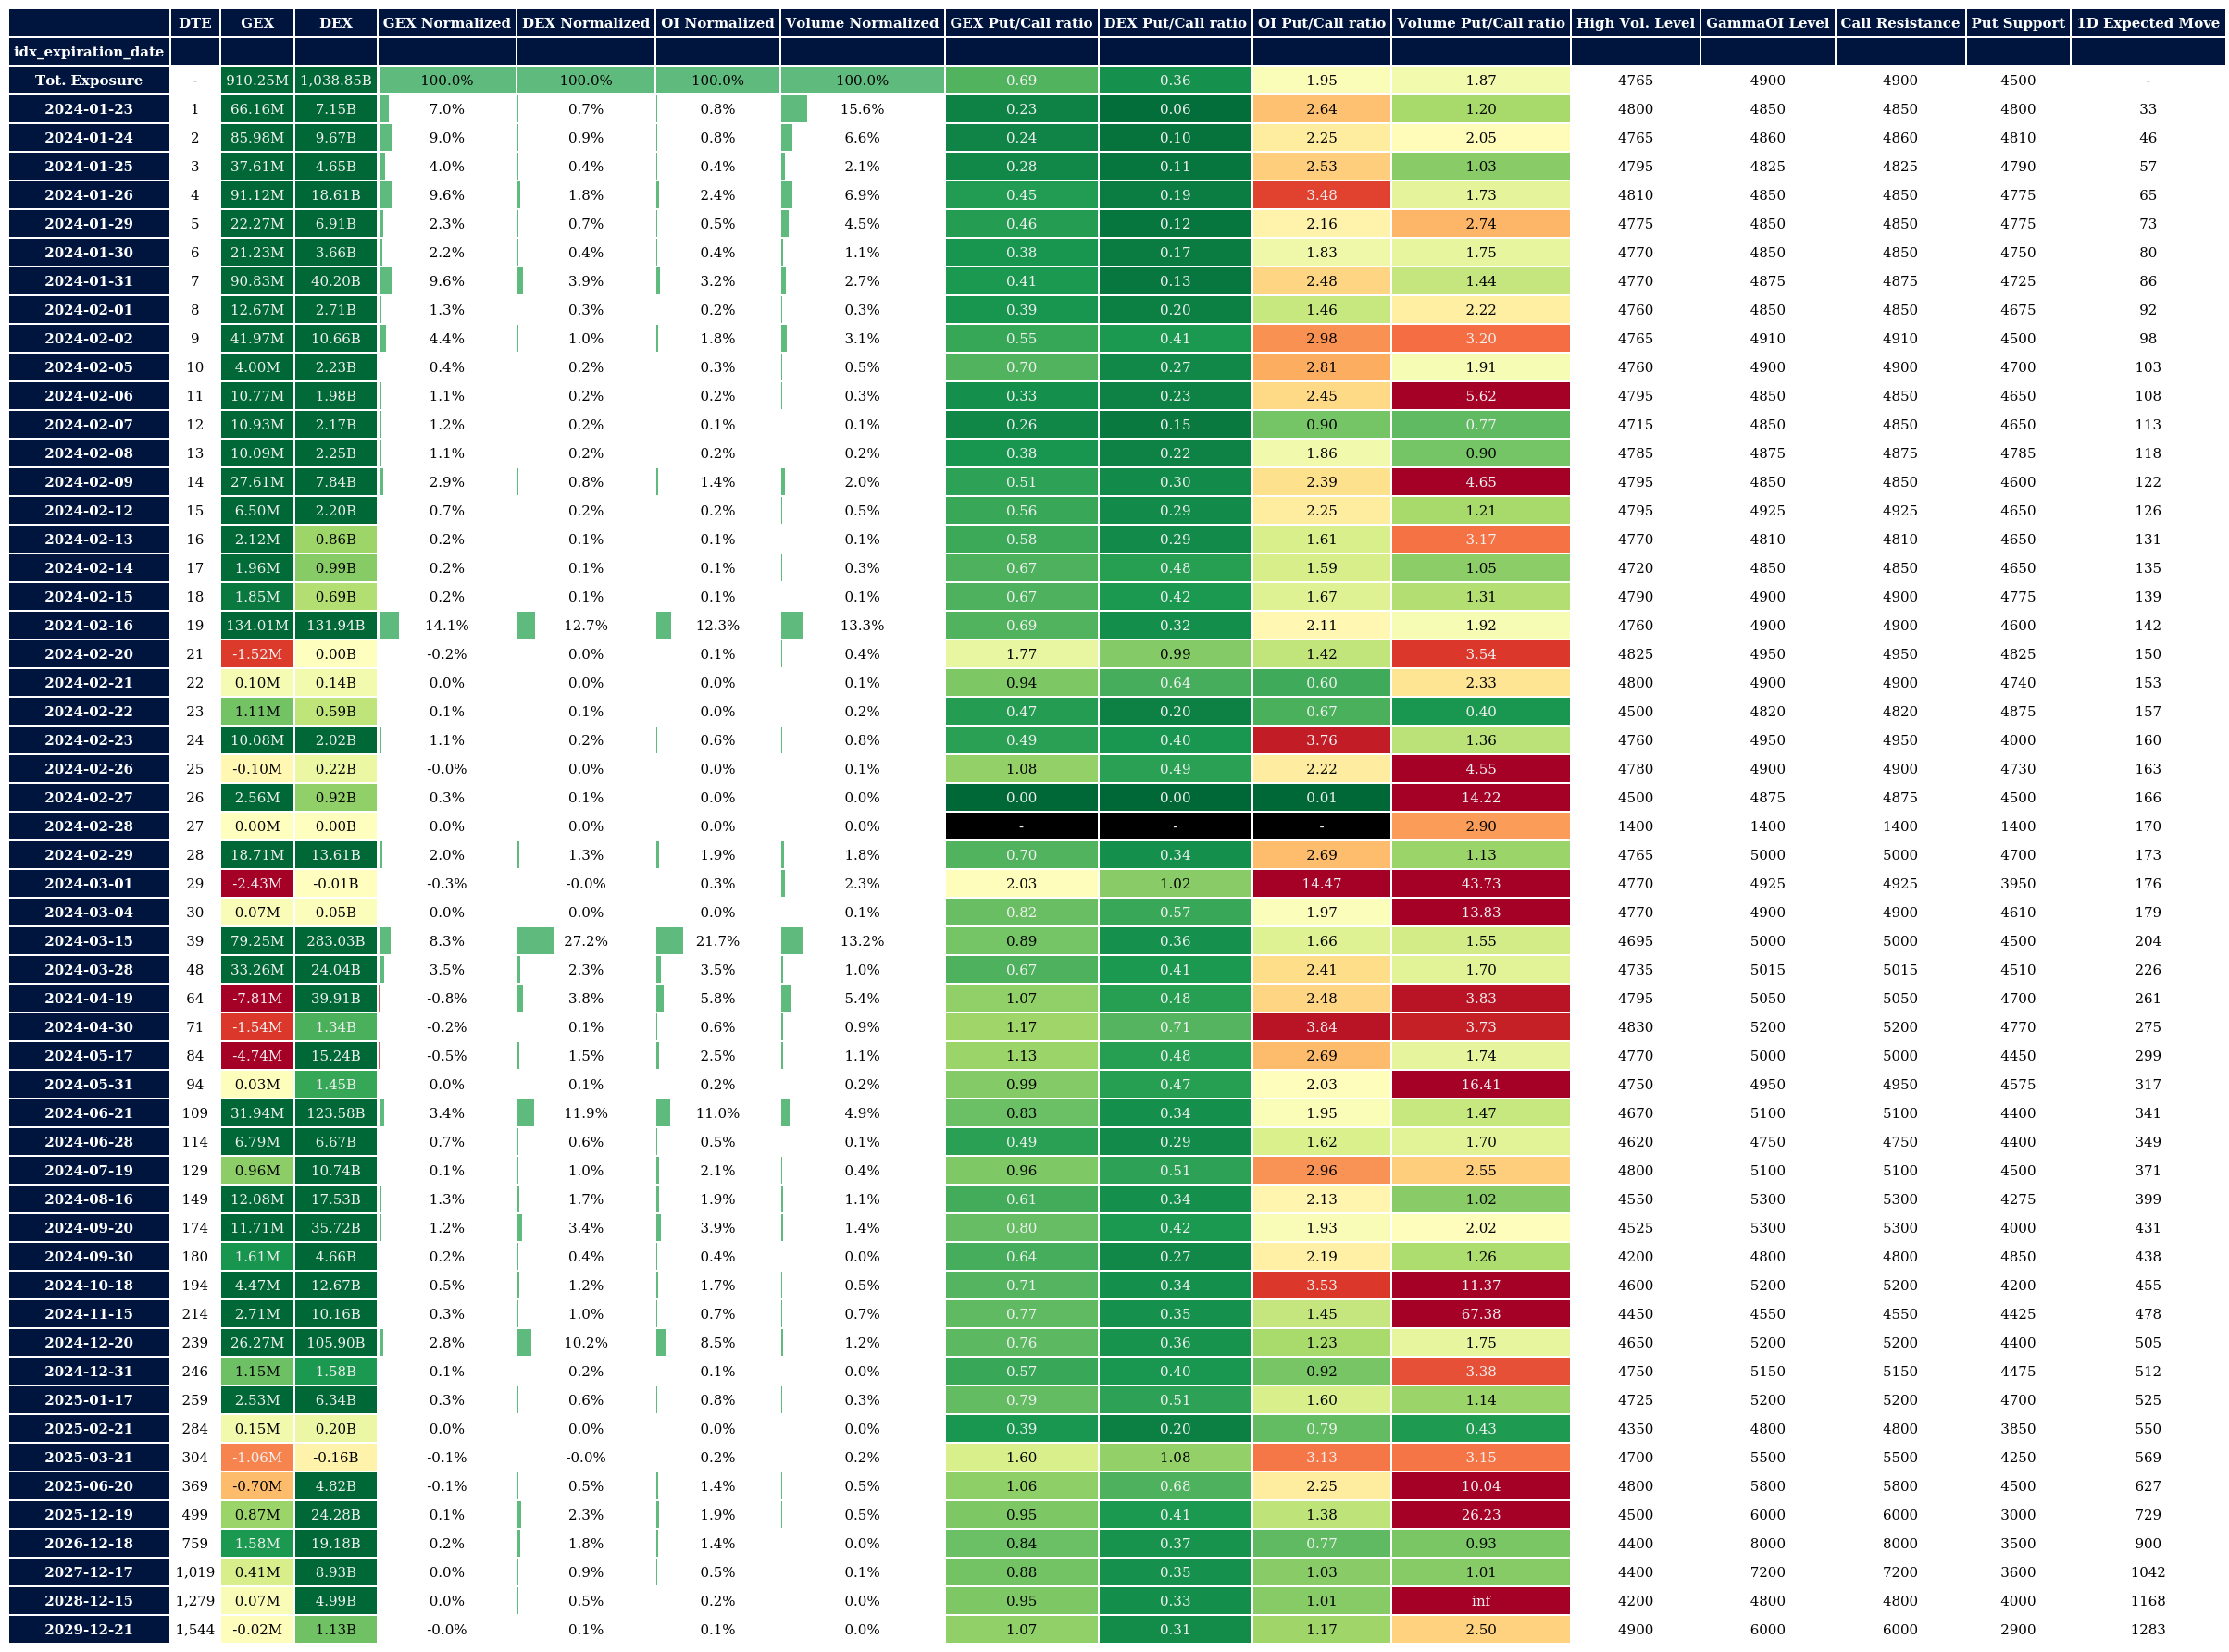 DTE GEX DEX GEX Normalized DEX Normalized OI Normalized Volume Normalized GEX Put/Call ratio DEX Put/Call ratio OI Put/Call ratio Volume Put/Call ratio High Vol. Level GammaOI Level Call Resistance Put Support 1D Expected Move
idx_expiration_date
Tot. Exposure - 910.25M 1,038.85B 100.0% 100.0% 100.0% 100.0% 0.69 0.36 1.95 1.87 4765 4900 4900 4500 -
2024-01-23 1 66.16M 7.15B 7.0% 0.7% 0.8% 15.6% 0.23 0.06 2.64 1.20 4800 4850 4850 4800 33
2024-01-24 2 85.98M 9.67B 9.0% 0.9% 0.8% 6.6% 0.24 0.10 2.25 2.05 4765 4860 4860 4810 46
2024-01-25 3 37.61M 4.65B 4.0% 0.4% 0.4% 2.1% 0.28 0.11 2.53 1.03 4795 4825 4825 4790 57
2024-01-26 4 91.12M 18.61B 9.6% 1.8% 2.4% 6.9% 0.45 0.19 3.48 1.73 4810 4850 4850 4775 65
2024-01-29 5 22.27M 6.91B 2.3% 0.7% 0.5% 4.5% 0.46 0.12 2.16 2.74 4775 4850 4850 4775 73
2024-01-30 6 21.23M 3.66B 2.2% 0.4% 0.4% 1.1% 0.38 0.17 1.83 1.75 4770 4850 4850 4750 80
2024-01-31 7 90.83M 40.20B 9.6% 3.9% 3.2% 2.7% 0.41 0.13 2.48 1.44 4770 4875 4875 4725 86
2024-02-01 8 12.67M 2.71B 1.3% 0.3% 0.2% 0.3% 0.39 0.20 1.46 2.22 4760 4850 4850 4675 92
2024-02-02 9 41.97M 10.66B 4.4% 1.0% 1.8% 3.1% 0.55 0.41 2.98 3.20 4765 4910 4910 4500 98
2024-02-05 10 4.00M 2.23B 0.4% 0.2% 0.3% 0.5% 0.70 0.27 2.81 1.91 4760 4900 4900 4700 103
2024-02-06 11 10.77M 1.98B 1.1% 0.2% 0.2% 0.3% 0.33 0.23 2.45 5.62 4795 4850 4850 4650 108
2024-02-07 12 10.93M 2.17B 1.2% 0.2% 0.1% 0.1% 0.26 0.15 0.90 0.77 4715 4850 4850 4650 113
2024-02-08 13 10.09M 2.25B 1.1% 0.2% 0.2% 0.2% 0.38 0.22 1.86 0.90 4785 4875 4875 4785 118
2024-02-09 14 27.61M 7.84B 2.9% 0.8% 1.4% 2.0% 0.51 0.30 2.39 4.65 4795 4850 4850 4600 122
2024-02-12 15 6.50M 2.20B 0.7% 0.2% 0.2% 0.5% 0.56 0.29 2.25 1.21 4795 4925 4925 4650 126
2024-02-13 16 2.12M 0.86B 0.2% 0.1% 0.1% 0.1% 0.58 0.29 1.61 3.17 4770 4810 4810 4650 131
2024-02-14 17 1.96M 0.99B 0.2% 0.1% 0.1% 0.3% 0.67 0.48 1.59 1.05 4720 4850 4850 4650 135
2024-02-15 18 1.85M 0.69B 0.2% 0.1% 0.1% 0.1% 0.67 0.42 1.67 1.31 4790 4900 4900 4775 139
2024-02-16 19 134.01M 131.94B 14.1% 12.7% 12.3% 13.3% 0.69 0.32 2.11 1.92 4760 4900 4900 4600 142
2024-02-20 21 -1.52M 0.00B -0.2% 0.0% 0.1% 0.4% 1.77 0.99 1.42 3.54 4825 4950 4950 4825 150
2024-02-21 22 0.10M 0.14B 0.0% 0.0% 0.0% 0.1% 0.94 0.64 0.60 2.33 4800 4900 4900 4740 153
2024-02-22 23 1.11M 0.59B 0.1% 0.1% 0.0% 0.2% 0.47 0.20 0.67 0.40 4500 4820 4820 4875 157
2024-02-23 24 10.08M 2.02B 1.1% 0.2% 0.6% 0.8% 0.49 0.40 3.76 1.36 4760 4950 4950 4000 160
2024-02-26 25 -0.10M 0.22B -0.0% 0.0% 0.0% 0.1% 1.08 0.49 2.22 4.55 4780 4900 4900 4730 163
2024-02-27 26 2.56M 0.92B 0.3% 0.1% 0.0% 0.0% 0.00 0.00 0.01 14.22 4500 4875 4875 4500 166
2024-02-28 27 0.00M 0.00B 0.0% 0.0% 0.0% 0.0% - - - 2.90 1400 1400 1400 1400 170
2024-02-29 28 18.71M 13.61B 2.0% 1.3% 1.9% 1.8% 0.70 0.34 2.69 1.13 4765 5000 5000 4700 173
2024-03-01 29 -2.43M -0.01B -0.3% -0.0% 0.3% 2.3% 2.03 1.02 14.47 43.73 4770 4925 4925 3950 176
2024-03-04 30 0.07M 0.05B 0.0% 0.0% 0.0% 0.1% 0.82 0.57 1.97 13.83 4770 4900 4900 4610 179
2024-03-15 39 79.25M 283.03B 8.3% 27.2% 21.7% 13.2% 0.89 0.36 1.66 1.55 4695 5000 5000 4500 204
2024-03-28 48 33.26M 24.04B 3.5% 2.3% 3.5% 1.0% 0.67 0.41 2.41 1.70 4735 5015 5015 4510 226
2024-04-19 64 -7.81M 39.91B -0.8% 3.8% 5.8% 5.4% 1.07 0.48 2.48 3.83 4795 5050 5050 4700 261
2024-04-30 71 -1.54M 1.34B -0.2% 0.1% 0.6% 0.9% 1.17 0.71 3.84 3.73 4830 5200 5200 4770 275
2024-05-17 84 -4.74M 15.24B -0.5% 1.5% 2.5% 1.1% 1.13 0.48 2.69 1.74 4770 5000 5000 4450 299
2024-05-31 94 0.03M 1.45B 0.0% 0.1% 0.2% 0.2% 0.99 0.47 2.03 16.41 4750 4950 4950 4575 317
2024-06-21 109 31.94M 123.58B 3.4% 11.9% 11.0% 4.9% 0.83 0.34 1.95 1.47 4670 5100 5100 4400 341
2024-06-28 114 6.79M 6.67B 0.7% 0.6% 0.5% 0.1% 0.49 0.29 1.62 1.70 4620 4750 4750 4400 349
2024-07-19 129 0.96M 10.74B 0.1% 1.0% 2.1% 0.4% 0.96 0.51 2.96 2.55 4800 5100 5100 4500 371
2024-08-16 149 12.08M 17.53B 1.3% 1.7% 1.9% 1.1% 0.61 0.34 2.13 1.02 4550 5300 5300 4275 399
2024-09-20 174 11.71M 35.72B 1.2% 3.4% 3.9% 1.4% 0.80 0.42 1.93 2.02 4525 5300 5300 4000 431
2024-09-30 180 1.61M 4.66B 0.2% 0.4% 0.4% 0.0% 0.64 0.27 2.19 1.26 4200 4800 4800 4850 438
2024-10-18 194 4.47M 12.67B 0.5% 1.2% 1.7% 0.5% 0.71 0.34 3.53 11.37 4600 5200 5200 4200 455
2024-11-15 214 2.71M 10.16B 0.3% 1.0% 0.7% 0.7% 0.77 0.35 1.45 67.38 4450 4550 4550 4425 478
2024-12-20 239 26.27M 105.90B 2.8% 10.2% 8.5% 1.2% 0.76 0.36 1.23 1.75 4650 5200 5200 4400 505
2024-12-31 246 1.15M 1.58B 0.1% 0.2% 0.1% 0.0% 0.57 0.40 0.92 3.38 4750 5150 5150 4475 512
2025-01-17 259 2.53M 6.34B 0.3% 0.6% 0.8% 0.3% 0.79 0.51 1.60 1.14 4725 5200 5200 4700 525
2025-02-21 284 0.15M 0.20B 0.0% 0.0% 0.0% 0.0% 0.39 0.20 0.79 0.43 4350 4800 4800 3850 550
2025-03-21 304 -1.06M -0.16B -0.1% -0.0% 0.2% 0.2% 1.60 1.08 3.13 3.15 4700 5500 5500 4250 569
2025-06-20 369 -0.70M 4.82B -0.1% 0.5% 1.4% 0.5% 1.06 0.68 2.25 10.04 4800 5800 5800 4500 627
2025-12-19 499 0.87M 24.28B 0.1% 2.3% 1.9% 0.5% 0.95 0.41 1.38 26.23 4500 6000 6000 3000 729
2026-12-18 759 1.58M 19.18B 0.2% 1.8% 1.4% 0.0% 0.84 0.37 0.77 0.93 4400 8000 8000 3500 900
2027-12-17 1,019 0.41M 8.93B 0.0% 0.9% 0.5% 0.1% 0.88 0.35 1.03 1.01 4400 7200 7200 3600 1042
2028-12-15 1,279 0.07M 4.99B 0.0% 0.5% 0.2% 0.0% 0.95 0.33 1.01 inf 4200 4800 4800 4000 1168
2029-12-21 1,544 -0.02M 1.13B -0.0% 0.1% 0.1% 0.0% 1.07 0.31 1.17 2.50 4900 6000 6000 2900 1283